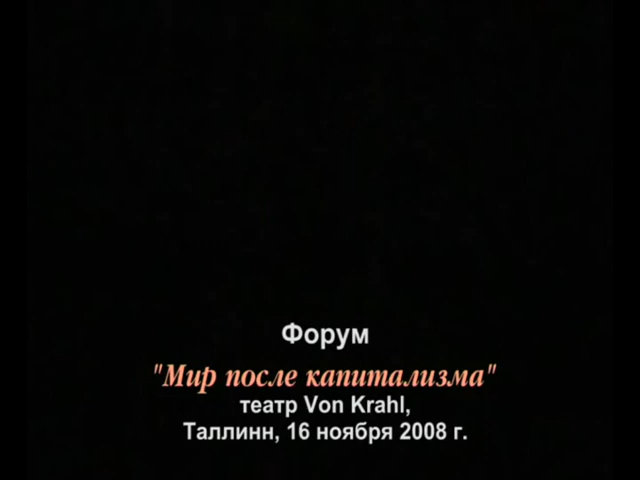 Форум
"Мир после капитализма"
театр Von Krahl,
Таллинн, 16 ноября 2008 г.